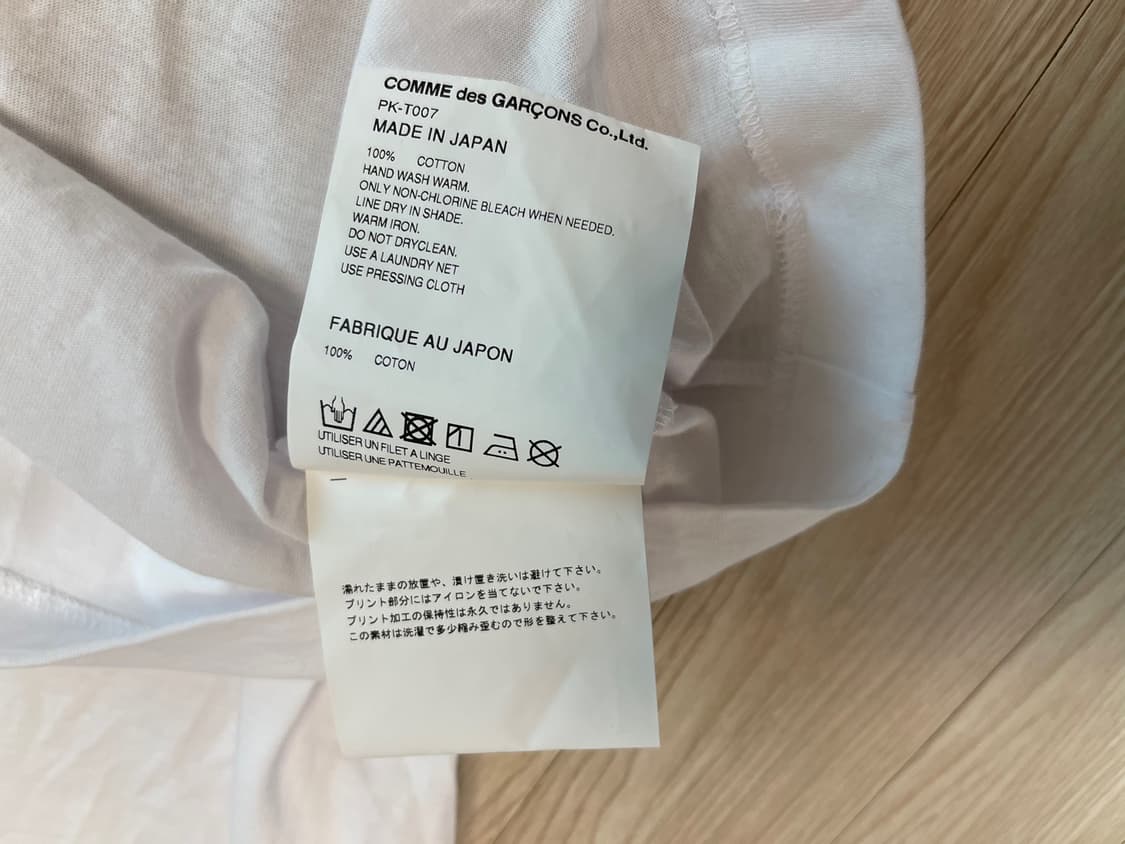 COMME des GARÇONS Co.,Ltd.
PK-T007
MADE IN JAPAN
100% COTTON
HAND WASH WARM.
ONLY NON-CHLORINE BLEACH WHEN NEEDED.
LINE DRY IN SHADE.
WARM IRON.
DO NOT DRYCLEAN.
USE A LAUNDRY NET
USE PRESSING CLOTH
FABRIQUE AU JAPON
100% COTON
UTILISER UN FILET A LINGE
UTILISER UNE PATTEMOUILLE
濡れたままの放置や、漬け置き洗いは避けて下さい。
プリント部分にはアイロンを当てないで下さい。
プリント加工の保持性は永久ではありません。
この素材は洗濯で多少縮み歪むので形を整えて下さい。